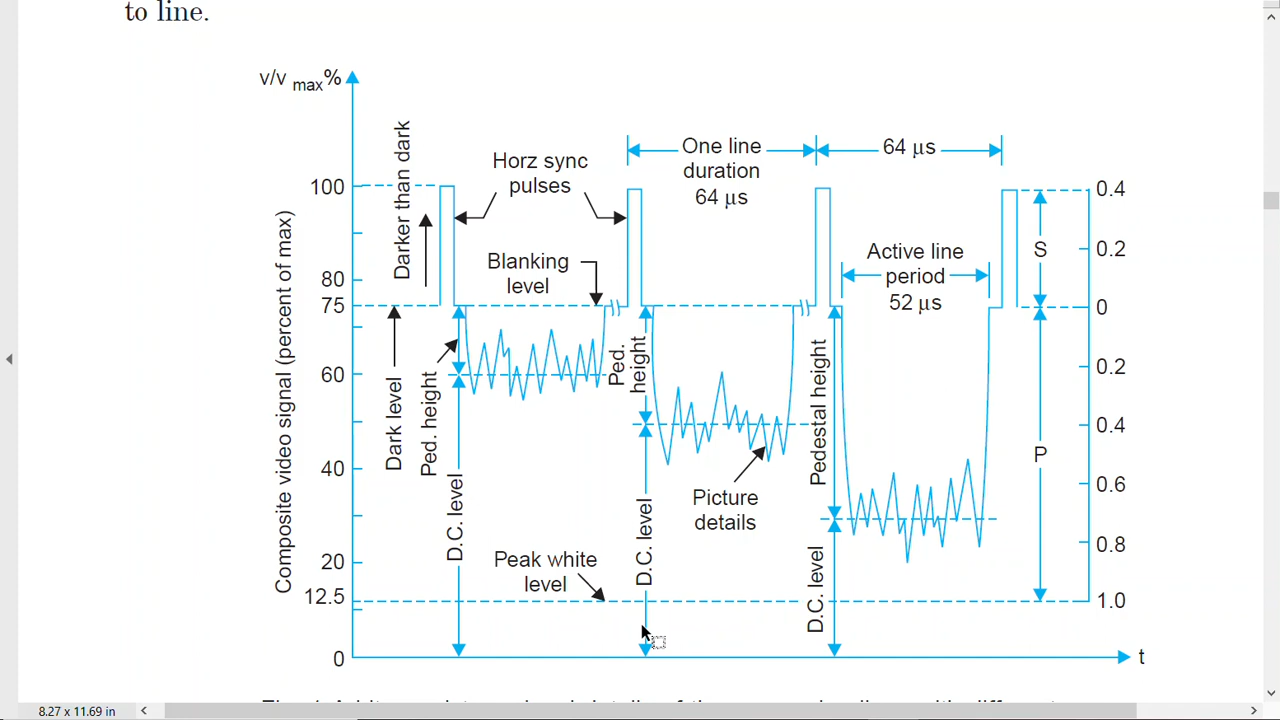 to line.
v/v max%
One line
duration
64 μs
64 μs
Horz sync
pulses
Darker than dark
100
0.4
0.2
S
Active line
period
52 μs
Blanking
level
80
75
0
Composite video signal (percent of max)
Dark level
Ped. height
Ped.
height
Pedestal height
60
0.2
0.4
P
40
0.6
Picture
details
D.C. level
D.C. level
D.C. level
0.8
20
Peak white
level
12.5
1.0
0
t
8.27 x 11.69 in